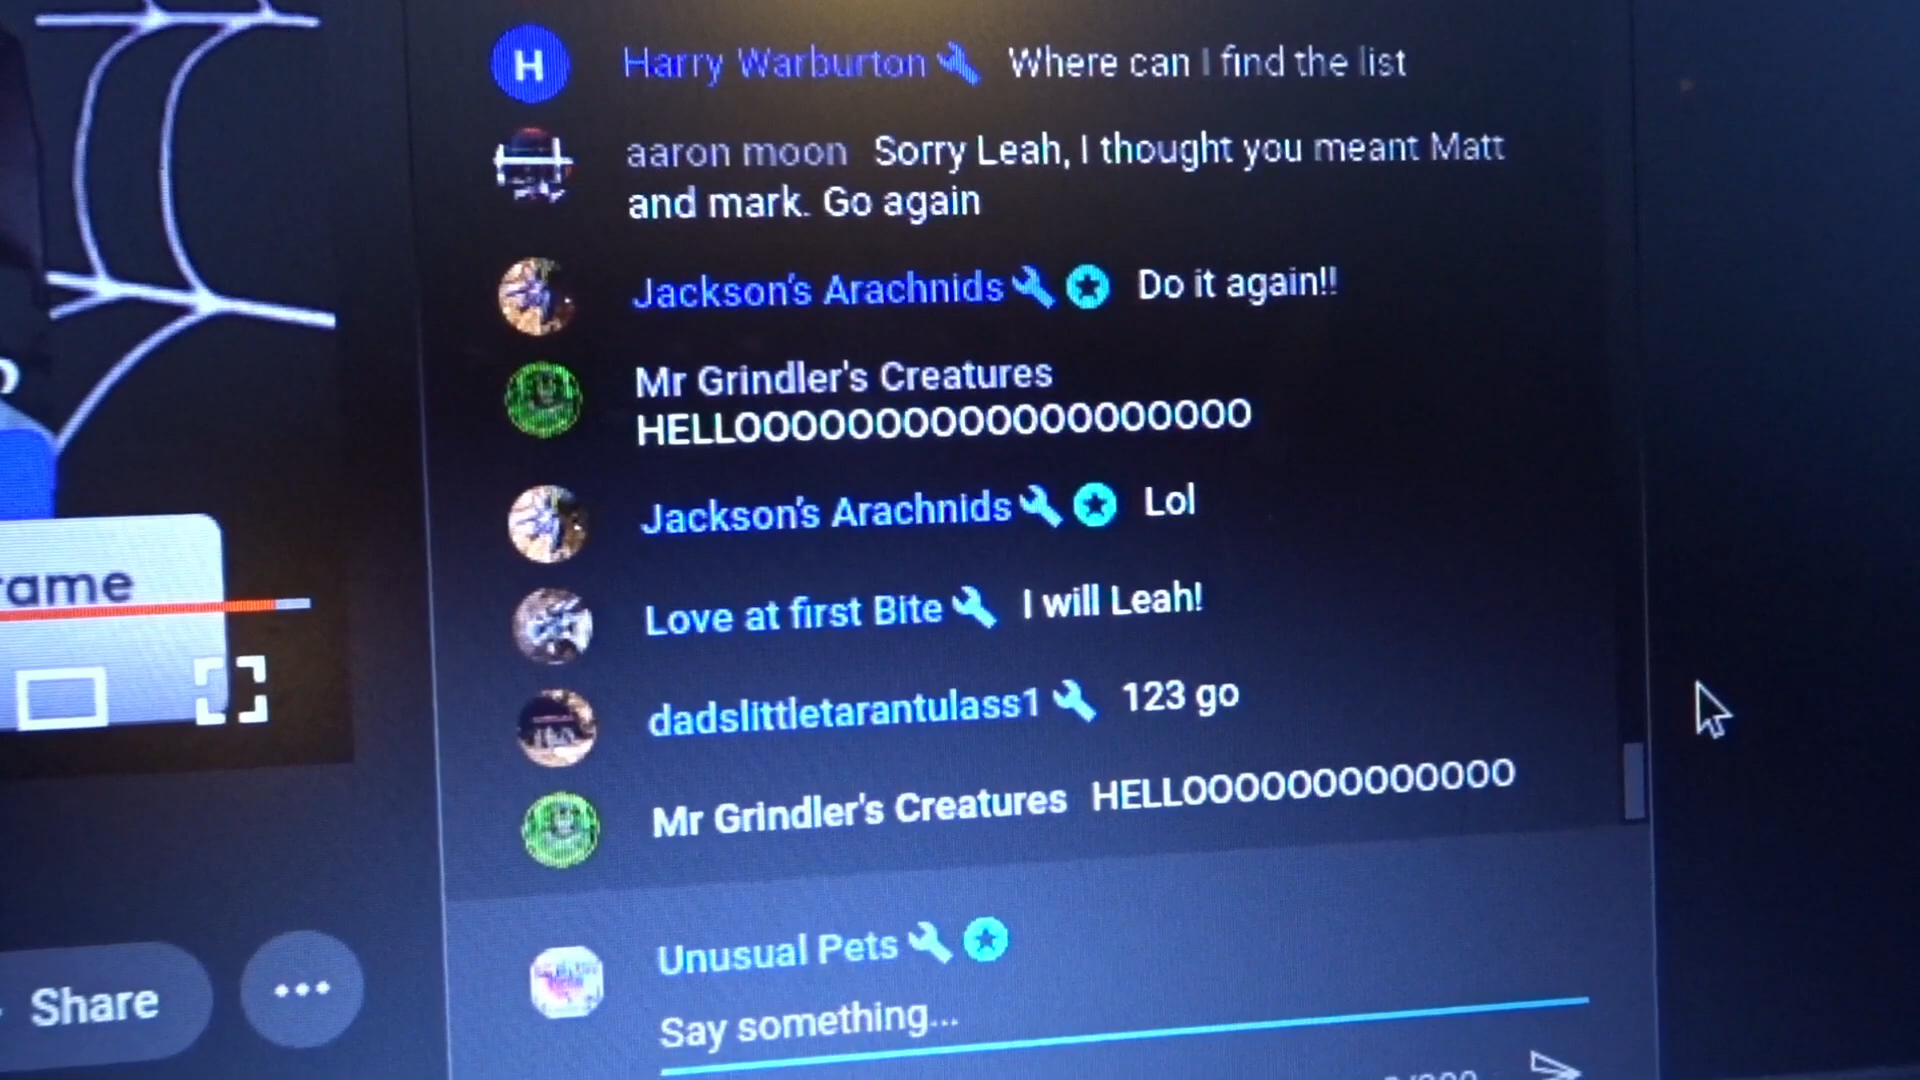 H Harry Warburton Where can I find the list
aaron moon Sorry Leah, I thought you meant Matt
and mark. Go again
Jackson's Arachnids Do it again!!
Mr Grindler's Creatures
HELLOOOOOOOOOOOOOOOOOOO
Jackson's Arachnids Lol
Love at first Bite I will Leah!
rame
dadslittletarantulass1 123 go
Mr Grindler's Creatures HELLOOOOOOOOOOOOO
Unusual Pets
Share
Say something...